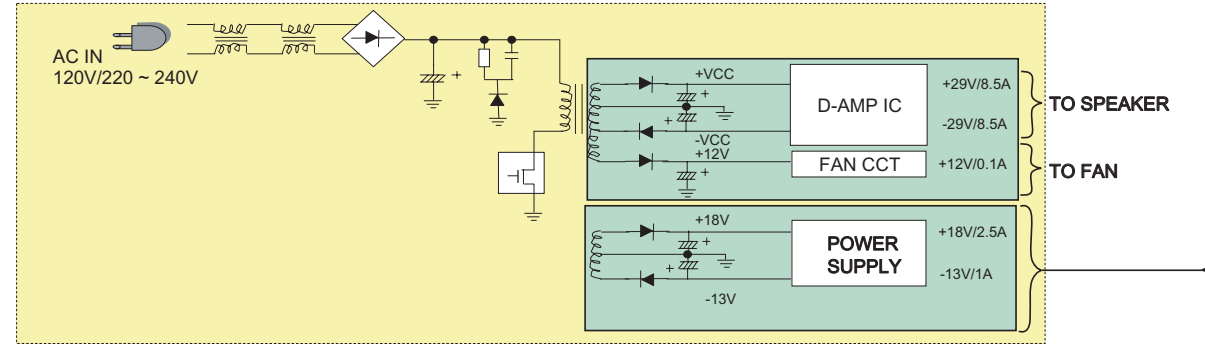 AC IN
120V/220 ~ 240V
+
+VCC
+
+
-VCC
+12V
+
D-AMP IC
FAN CCT
+29V/8.5A
-29V/8.5A
+12V/0.1A
TO SPEAKER
TO FAN
+18V
+
+
-13V
POWER
SUPPLY
+18V/2.5A
-13V/1A